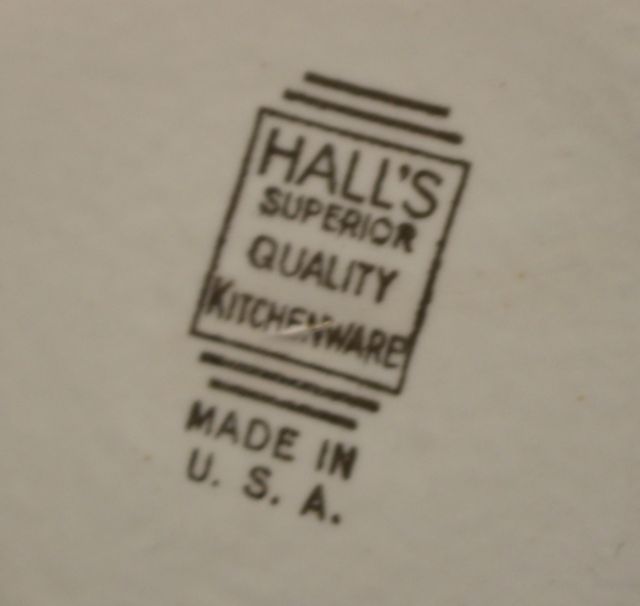 HALL'S
SUPERIOR
QUALITY
KITCHENWARE
MADE IN
U. S. A.